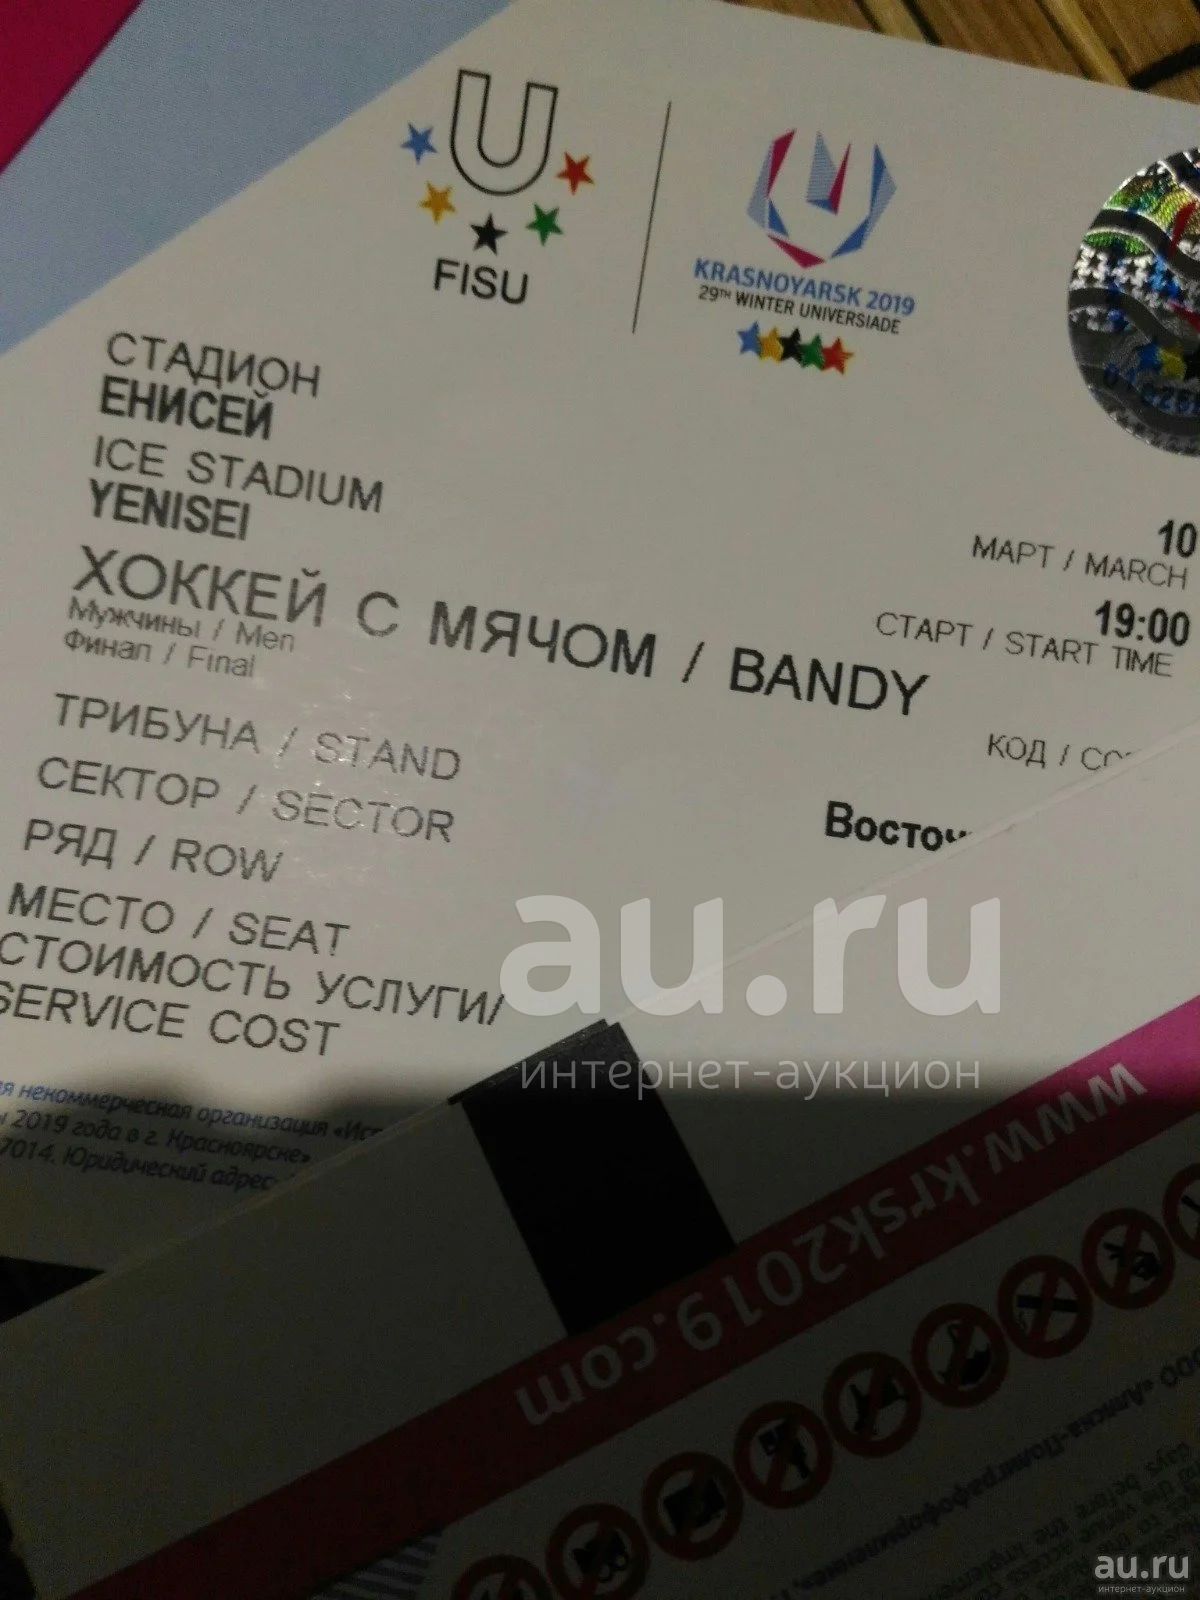 FISU
KRASNOYARSK 2019
29TH WINTER UNIVERSIADE
СТАДИОН
ЕНИСЕЙ
ICE STADIUM
YENISEI
10
МАРТ / MARCH
19:00
СТАРТ / START TIME
ХОККЕЙ С МЯЧОМ / BANDY
Мужчины / Men
Финал / Final
КОД /
ТРИБУНА / STAND
СЕКТОР / SECTOR
РЯД / ROW
МЕСТО / SEAT
СТОИМОСТЬ УСЛУГИ/
SERVICE COST
au.ru
интернет-аукцион
некоммерческая организация
2019 года в г. Красноярске»
7014. Юридический адрес:
www.krsk2019.com
au.ru
интернет-аукцион